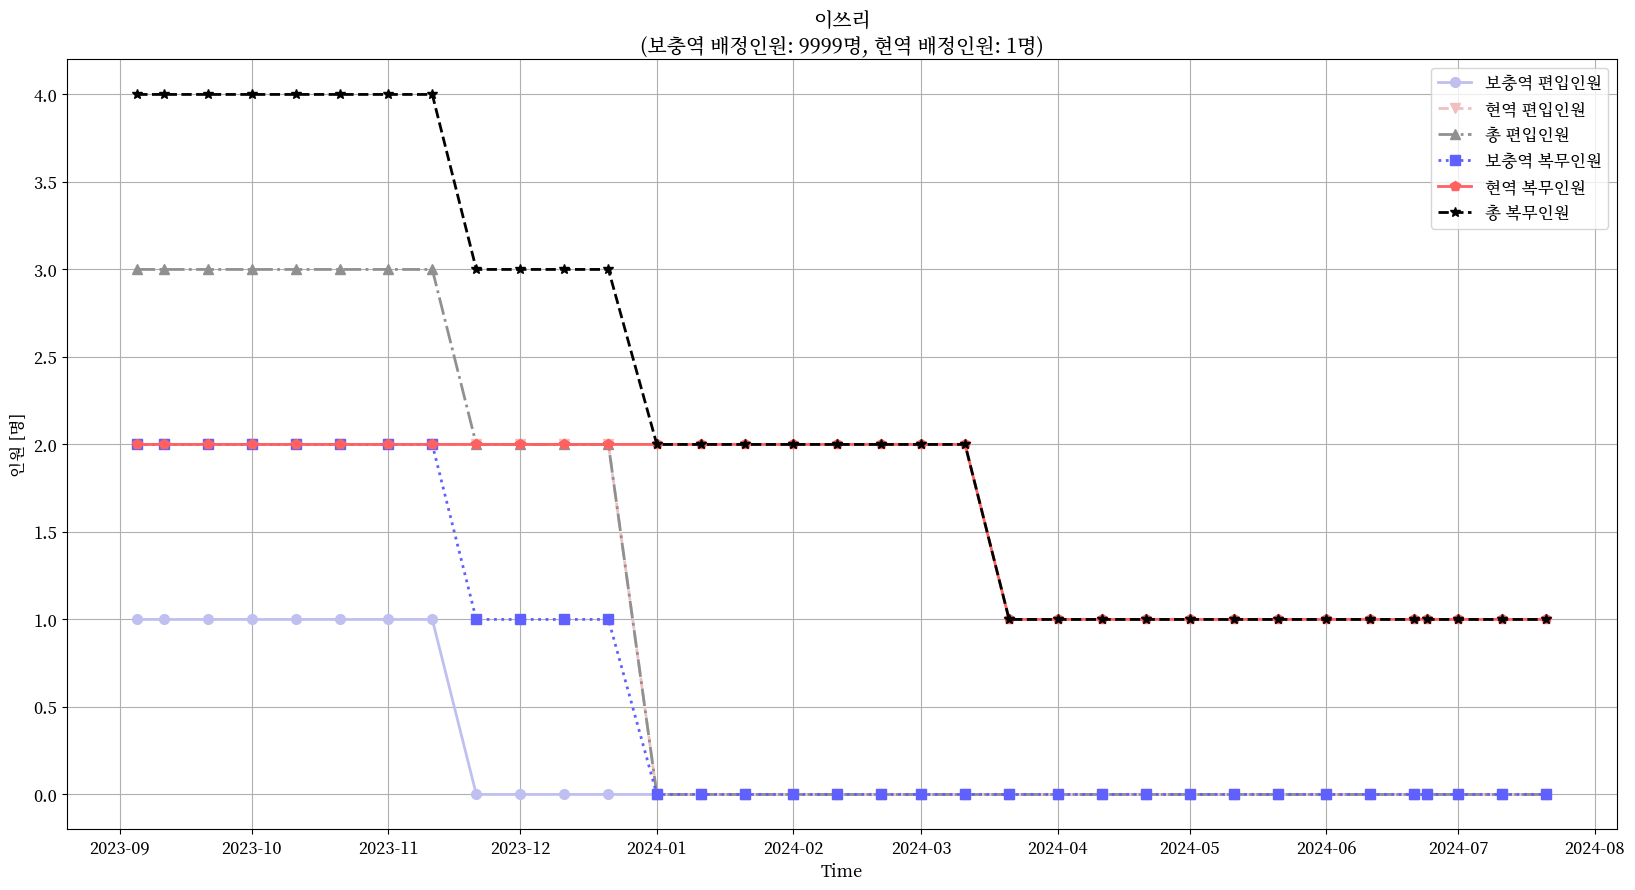 이쓰리
(보충역 배정인원: 9999명, 현역 배정인원: 1명)
보충역 편입인원
현역 편입인원
총 편입인원
보충역 복무인원
현역 복무인원
총 복무인원
인원 [명]
4.0
3.5
3.0
2.5
2.0
1.5
1.0
0.5
0.0
2023-09 2023-10 2023-11 2023-12 2024-01 2024-02 2024-03 2024-04 2024-05 2024-06 2024-07 2024-08
Time